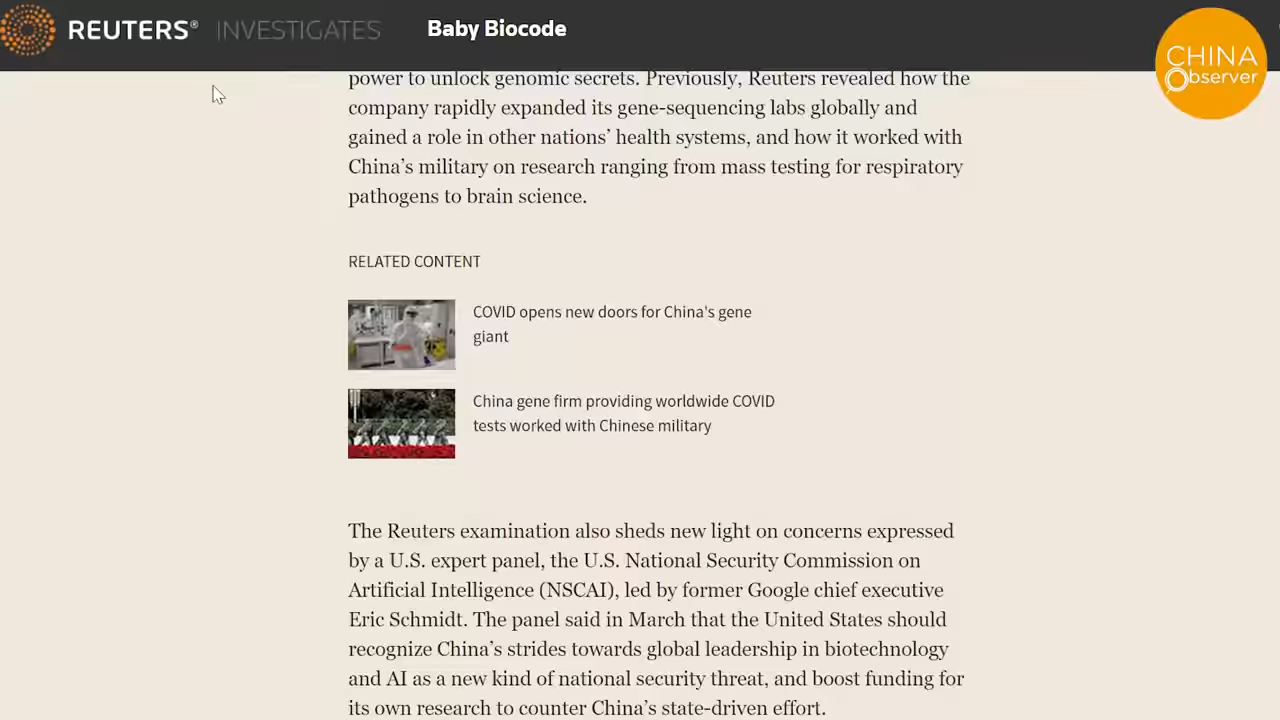 REUTERS® INVESTIGATES
Baby Biocode
CHINA
Observer
power to unlock genomic secrets. Previously, Reuters revealed how the
company rapidly expanded its gene-sequencing labs globally and
gained a role in other nations’ health systems, and how it worked with
China’s military on research ranging from mass testing for respiratory
pathogens to brain science.
RELATED CONTENT
COVID opens new doors for China's gene
giant
China gene firm providing worldwide COVID
tests worked with Chinese military
The Reuters examination also sheds new light on concerns expressed
by a U.S. expert panel, the U.S. National Security Commission on
Artificial Intelligence (NSCAI), led by former Google chief executive
Eric Schmidt. The panel said in March that the United States should
recognize China’s strides towards global leadership in biotechnology
and AI as a new kind of national security threat, and boost funding for
its own research to counter China’s state-driven effort.